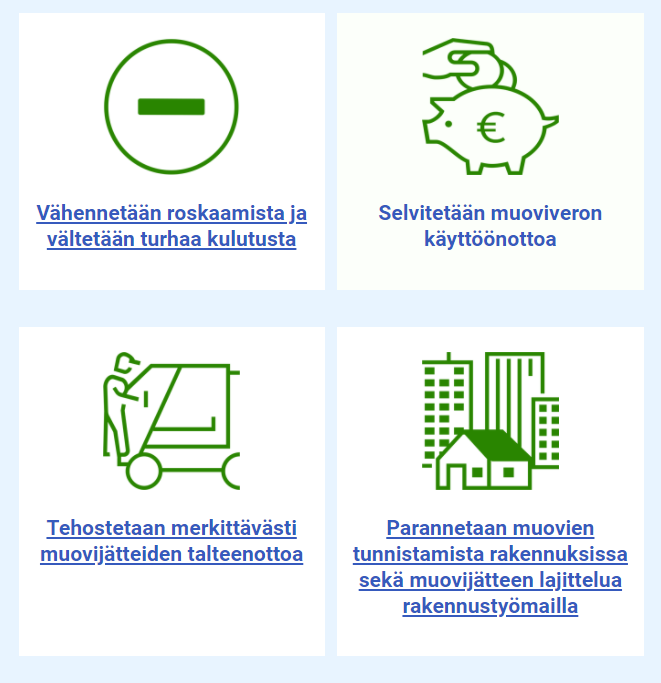 Vähennetään roskaamista ja
vältetään turhaa kulutusta
€
Selvitetään muoviveron
käyttöönottoa
Tehostetaan merkittävästi
muovijätteiden talteenottoa
Parannetaan muovien
tunnistamista rakennuksissa
sekä muovijätteen lajittelua
rakennustyömailla